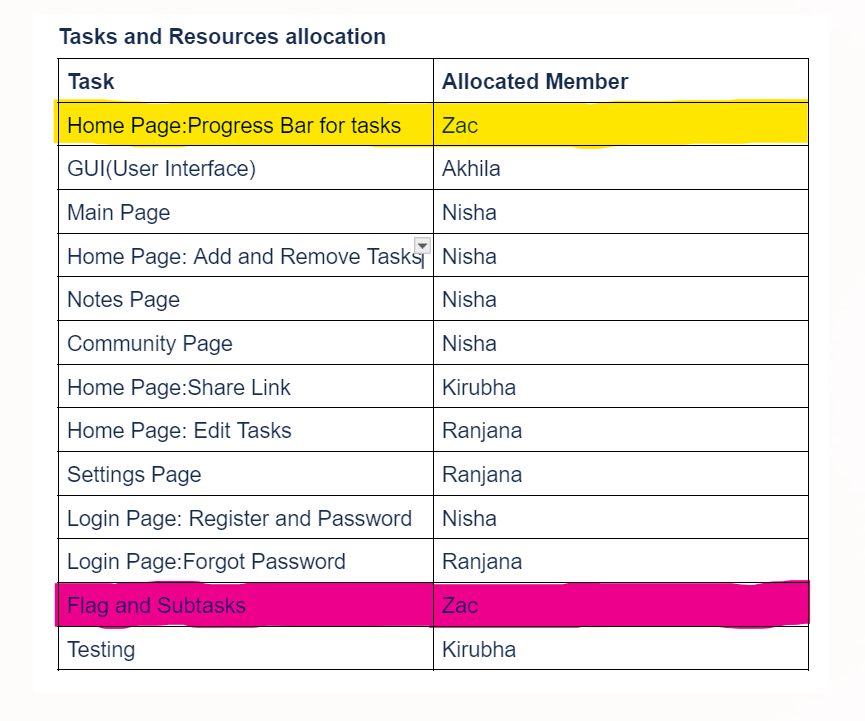 Tasks and Resources allocation
Task Allocated Member
Home Page:Progress Bar for tasks Zac
GUI(User Interface) Akhila
Main Page Nisha
Home Page: Add and Remove Tasks Nisha
Notes Page Nisha
Community Page Nisha
Home Page:Share Link Kirubha
Home Page: Edit Tasks Ranjana
Settings Page Ranjana
Login Page: Register and Password Nisha
Login Page:Forgot Password Ranjana
Flag and Subtasks Zac
Testing Kirubha